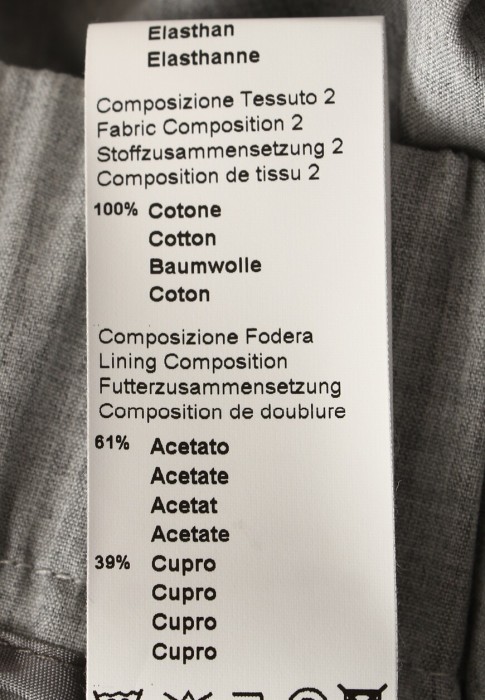 Elasthan
Elasthanne
Composizione Tessuto 2
Fabric Composition 2
Stoffzusammensetzung 2
Composition de tissu 2
100% Cotone
Cotton
Baumwolle
Coton
Composizione Fodera
Lining Composition
Futterzusammensetzung
Composition de doublure
61% Acetato
Acetate
Acetat
Acetate
39% Cupro
Cupro
Cupro
Cupro